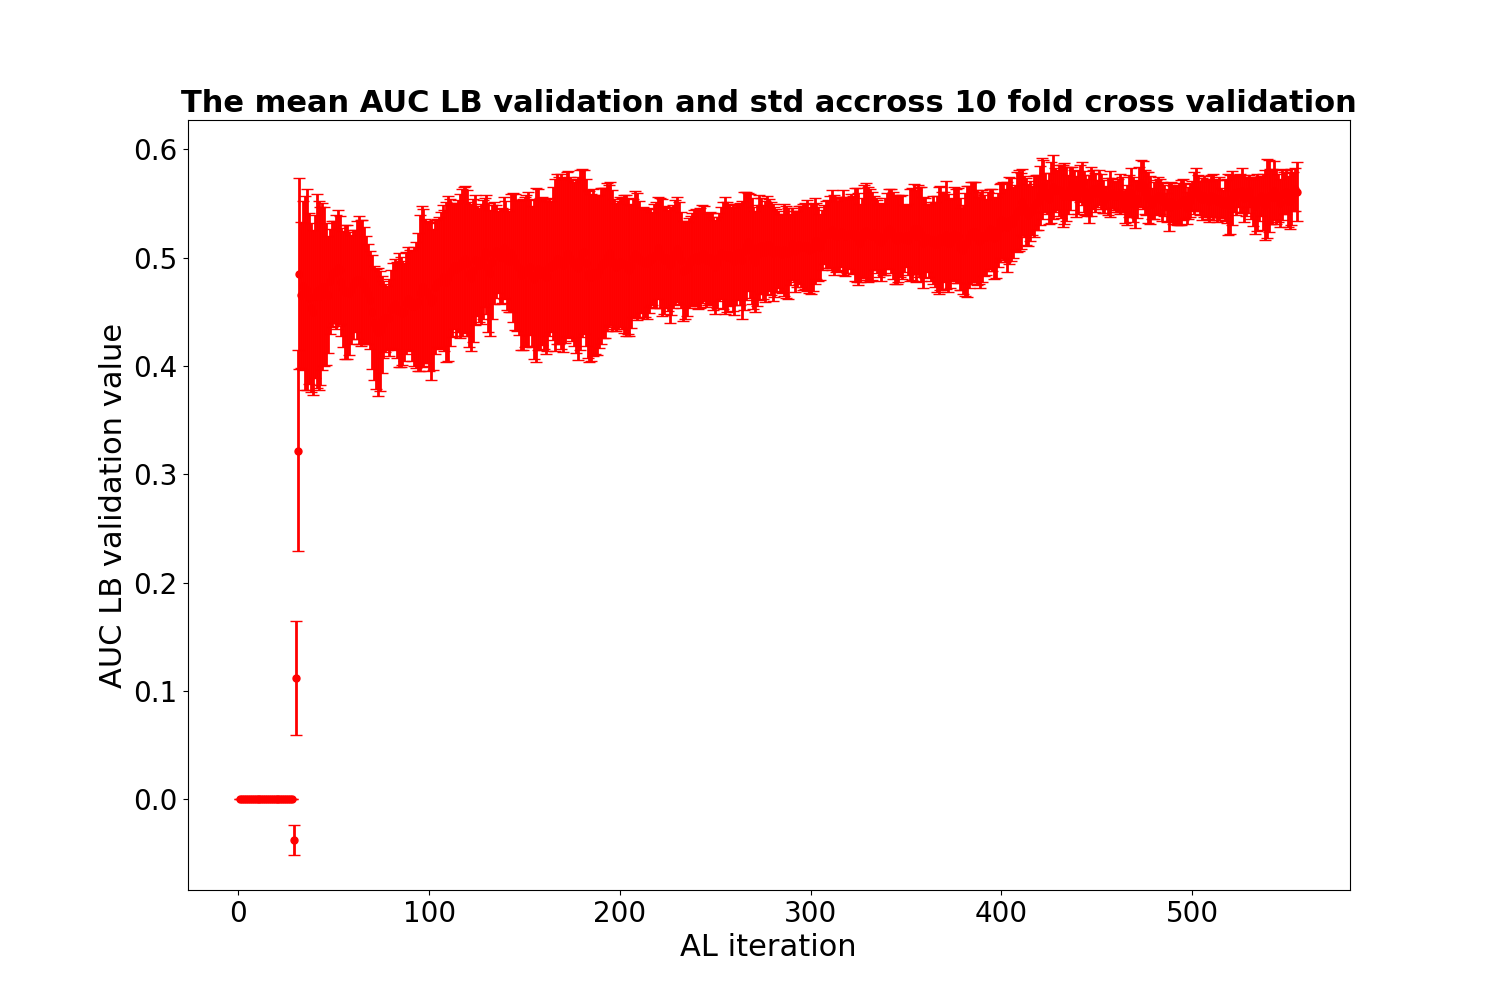 The mean AUC LB validation and std accross 10 fold cross validation
0.6
0.5
0.4
0.3
0.2
0.1
0.0
AUC LB validation value
0 100 200 300 400 500
AL iteration